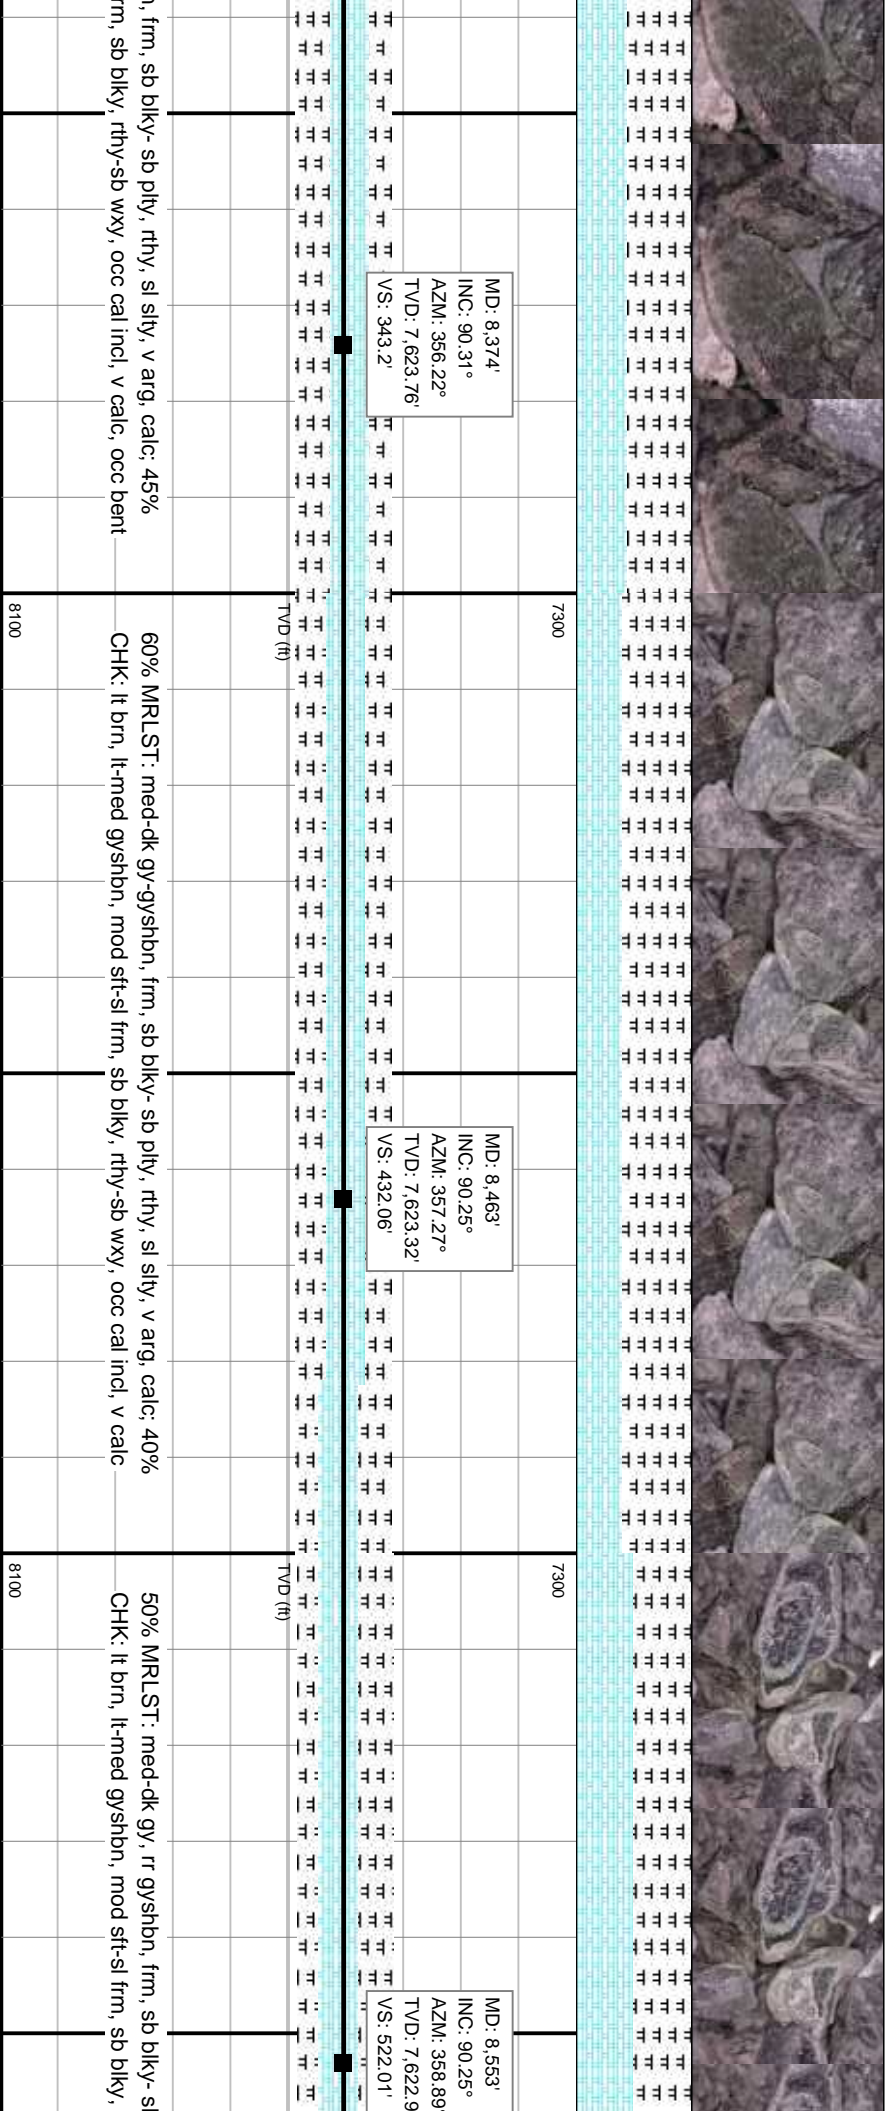 , frm, sb blky- sb plty, rthy, sl slty, v arg, calc; 45%
rm, sb blky, rthy-sb wxy, occ cal incl, v calc, occ bent
MD: 8,374'
INC: 90.31°
AZM: 356.22°
TVD: 7,623.76'
VS: 343.2'
7300
TVD (ft)
8100
60% MRLST: med-dk gy-gyshbn, frm, sb blky- sb plty, rthy, sl slty, v arg, calc; 40%
CHK: lt brn, lt-med gyshbn, mod sft-sl frm, sb blky, rthy-sb wxy, occ cal incl, v calc
MD: 8,463'
INC: 90.25°
AZM: 357.27°
TVD: 7,623.32'
VS: 432.06'
7300
TVD (ft)
8100
50% MRLST: med-dk gy, rr gyshbn, frm, sb blky- s
CHK: lt brn, lt-med gyshbn, mod sft-sl frm, sb blky,
MD: 8,553'
INC: 90.25°
AZM: 358.89°
TVD: 7,622.9
VS: 522.01'